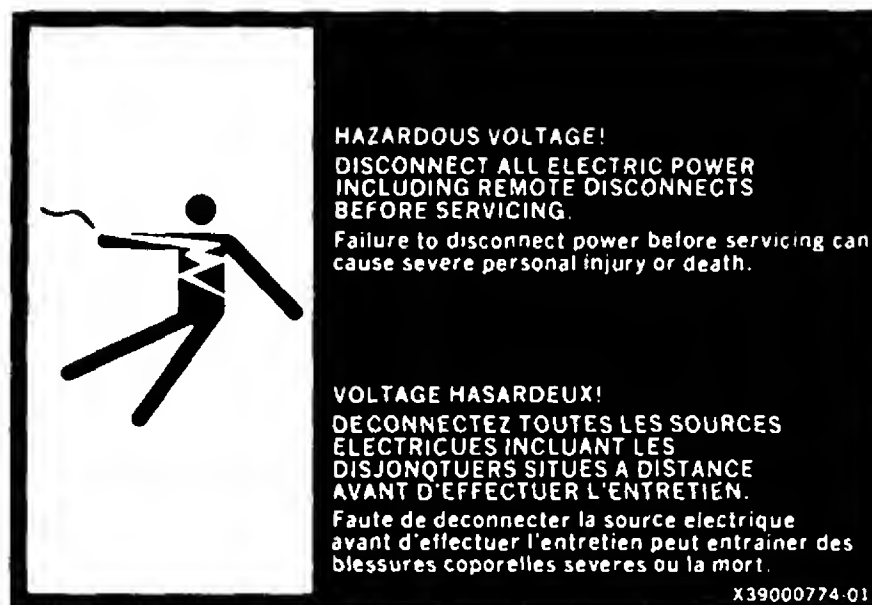 HAZARDOUS VOLTAGE!
DISCONNECT ALL ELECTRIC POWER
INCLUDING REMOTE DISCONNECTS
BEFORE SERVICING.
Failure to disconnect power before servicing can
cause severe personal injury or death.
VOLTAGE HASARDEUX!
DECONNECTEZ TOUTES LES SOURCES
ELECTRICUES INCLUANT LES
DISJONQTUERS SITUES A DISTANCE
AVANT D'EFFECTUER L'ENTRETIEN.
Faute de deconnecter la source electrique
avant d'effectuer l'entretien peut entrainer des
blessures coporelles severes ou la mort.
X39000774-01